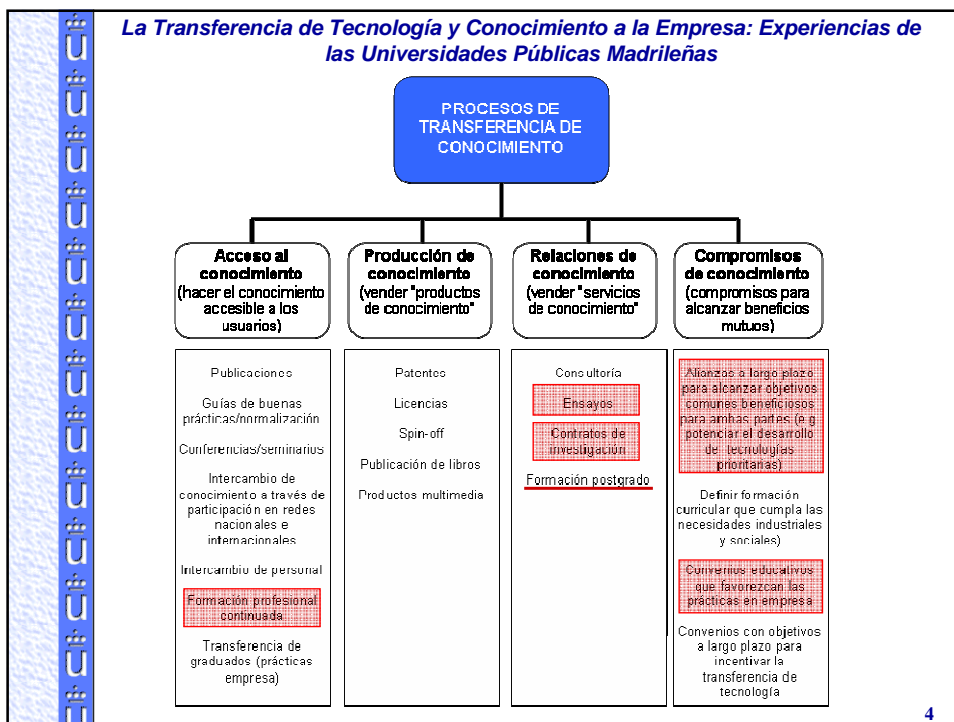 La Transferencia de Tecnología y Conocimiento a la Empresa: Experiencias de
las Universidades Públicas Madrileñas
PROCESOS DE
TRANSFERENCIA DE
CONOCIMIENTO
Acceso al
conocimiento
(hacer el conocimiento
accesible a los
usuarios)
Producción de
conocimiento
(vender "productos
de conocimiento"
Relaciones de
conocimiento
(vender "servicios
de conocimiento"
Compromisos
de conocimiento
(compromisos para
alcanzar beneficios
mutuos)
Publicaciones
Guías de buenas
prácticas/normalización
Conferencias/seminarios
Intercambio de
conocimiento a través de
participación en redes
nacionales e
internacionales
Intercambio de personal
Formación profesional
continuada
Transferencia de
graduados (prácticas
empresa)
Patentes
Licencias
Spin-off
Publicación de libros
Productos multimedia
Consultoría
Ensayos
Contratos de
investigación
Formación postgrado
Alianzas a largo plazo
para alcanzar objetivos
comunes beneficiosos
para ambas partes (e.g
potenciar el desarrollo
de tecnologías
prioritarias)
Definir formación
curricular que cumpla las
necesidades industriales
y sociales)
Convenios educativos
que favorezcan las
prácticas en empresa
Convenios con objetivos
a largo plazo para
incentivar la
transferencia de
tecnología
4